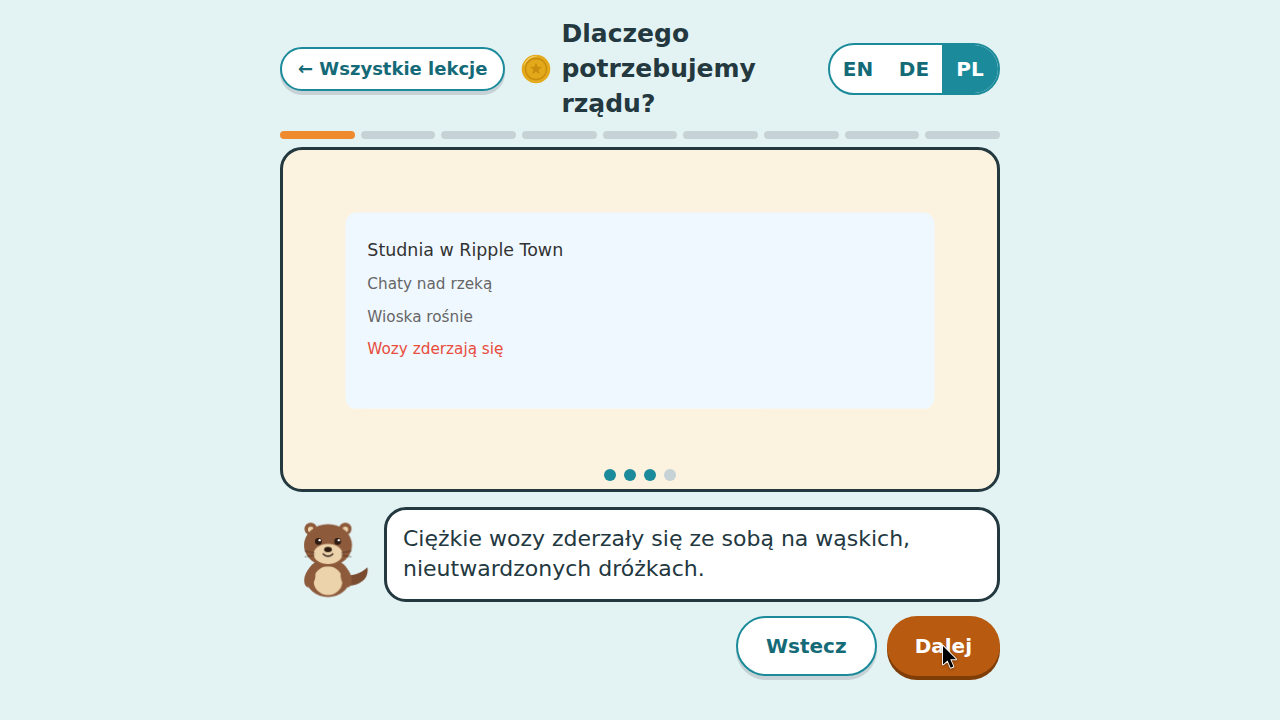 ← Wszystkie lekcje
Dlaczego
potrzebujemy
rządu?
EN DE PL
Studnia w Ripple Town
Chaty nad rzeką
Wioska rośnie
Wozy zderzają się
Ciężkie wozy zderzały się ze sobą na wąskich,
nieutwardzonych dróżkach.
Wstecz
Dalej